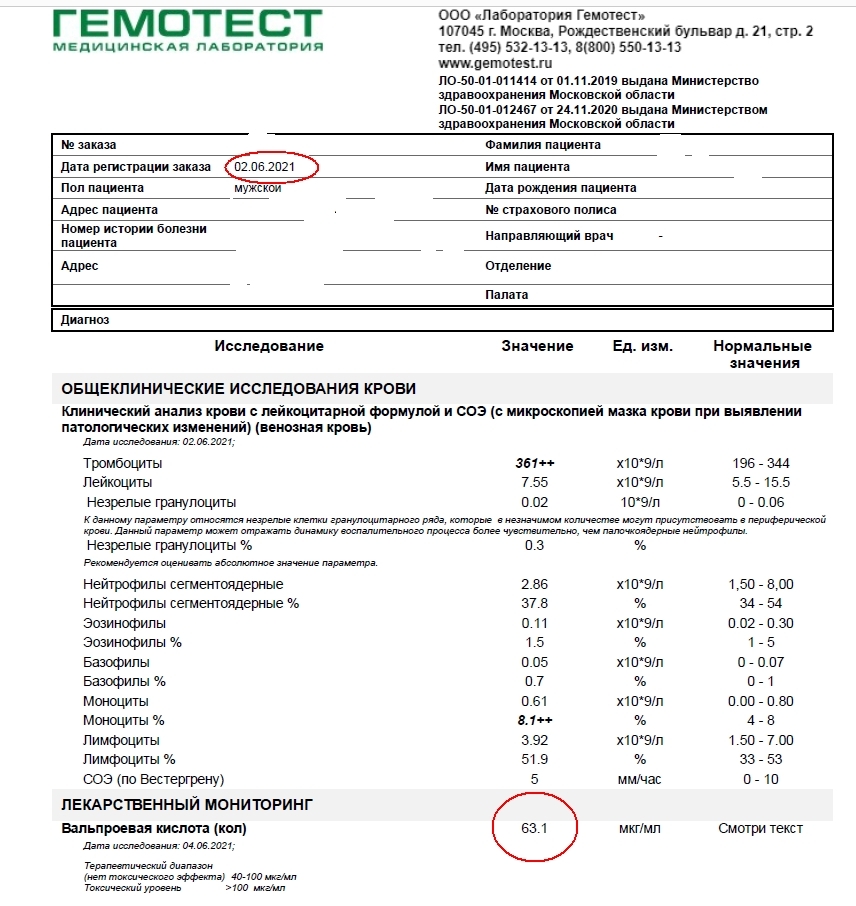 ГЕМОТЕСТ
МЕДИЦИНСКАЯ ЛАБОРАТОРИЯ
ООО «Лаборатория Гемотест»
107045 г. Москва, Рождественский бульвар д. 21, стр. 2
тел. (495) 532-13-13, 8(800) 550-13-13
www.gemotest.ru
ЛО-50-01-011414 от 01.11.2019 выдана Министерство
здравоохранения Московской области
ЛО-50-01-012467 от 24.11.2020 выдана Министерством
здравоохранения Московской области
№ заказа Фамилия пациента
Дата регистрации заказа 02.06.2021 Имя пациента
Пол пациента мужской Дата рождения пациента
Адрес пациента № страхового полиса
Номер истории болезни
пациента Направляющий врач -
Адрес Отделение
Палата
Диагноз
Исследование Значение Ед. изм. Нормальные
значения
ОБЩЕКЛИНИЧЕСКИЕ ИССЛЕДОВАНИЯ КРОВИ
Клинический анализ крови с лейкоцитарной формулой и СОЭ (с микроскопией мазка крови при выявлении
патологических изменений) (венозная кровь)
Дата исследования: 02.06.2021;
Тромбоциты 361++ x10*9/л 196 - 344
Лейкоциты 7.55 x10*9/л 5.5 - 15.5
Незрелые гранулоциты 0.02 10*9/л 0 - 0.06
К данному параметру относятся незрелые клетки гранулоцитарного ряда, которые в незначимом количестве могут присутствовать в периферической
крови. Данный параметр может отражать динамику воспалительного процесса более чувствительно, чем палочкоядерные нейтрофилы.
Незрелые гранулоциты % 0.3 %
Рекомендуется оценивать абсолютное значение параметра.
Нейтрофилы сегментоядерные 2.86 x10*9/л 1,50 - 8,00
Нейтрофилы сегментоядерные % 37.8 % 34 - 54
Эозинофилы 0.11 x10*9/л 0.02 - 0.30
Эозинофилы % 1.5 % 1 - 5
Базофилы 0.05 x10*9/л 0 - 0.07
Базофилы % 0.7 % 0 - 1
Моноциты 0.61 x10*9/л 0.00 - 0.80
Моноциты % 8.1++ % 4 - 8
Лимфоциты 3.92 x10*9/л 1.50 - 7.00
Лимфоциты % 51.9 % 33 - 53
СОЭ (по Вестергрену) 5 мм/час 0 - 10
ЛЕКАРСТВЕННЫЙ МОНИТОРИНГ
Вальпроевая кислота (кол) 63.1 мкг/мл Смотри текст
Дата исследования: 04.06.2021;
Терапевтический диапазон
(нет токсического эффекта) 40-100 мкг/мл
Токсический уровень >100 мкг/мл